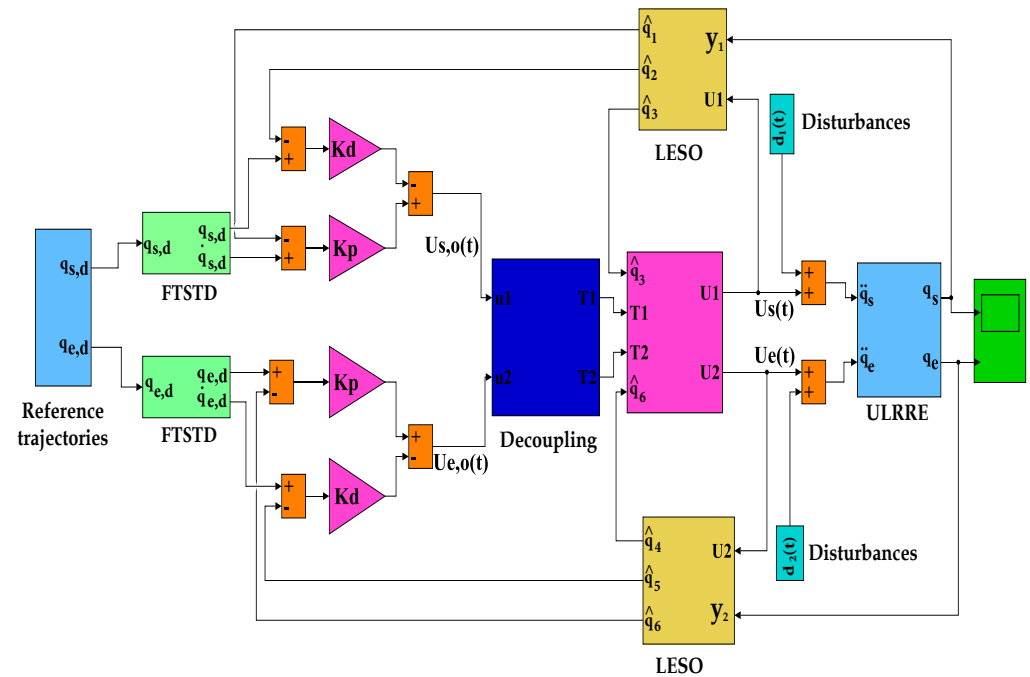 q̂1
q̂2
q̂3
y1
U1
LESO
d1(t)
Disturbances
-
+
Kd
-
+
Us,o(t)
-
+
Kp
qs,d
qe,d
Reference
trajectories
qs,d
qs,d
q̇s,d
FTSTD
qe,d
qe,d
q̇e,d
FTSTD
+
-
Kp
+
-
Ue,o(t)
+
-
Kd
u1
u2
T1
T2
Decoupling
q̂3
T1
T2
q̂6
U1
U2
Us(t)
Ue(t)
+
+
+
+
q̈s
q̈e
qs
qe
ULRRE
d2(t)
Disturbances
q̂4
q̂5
q̂6
U2
y2
LESO